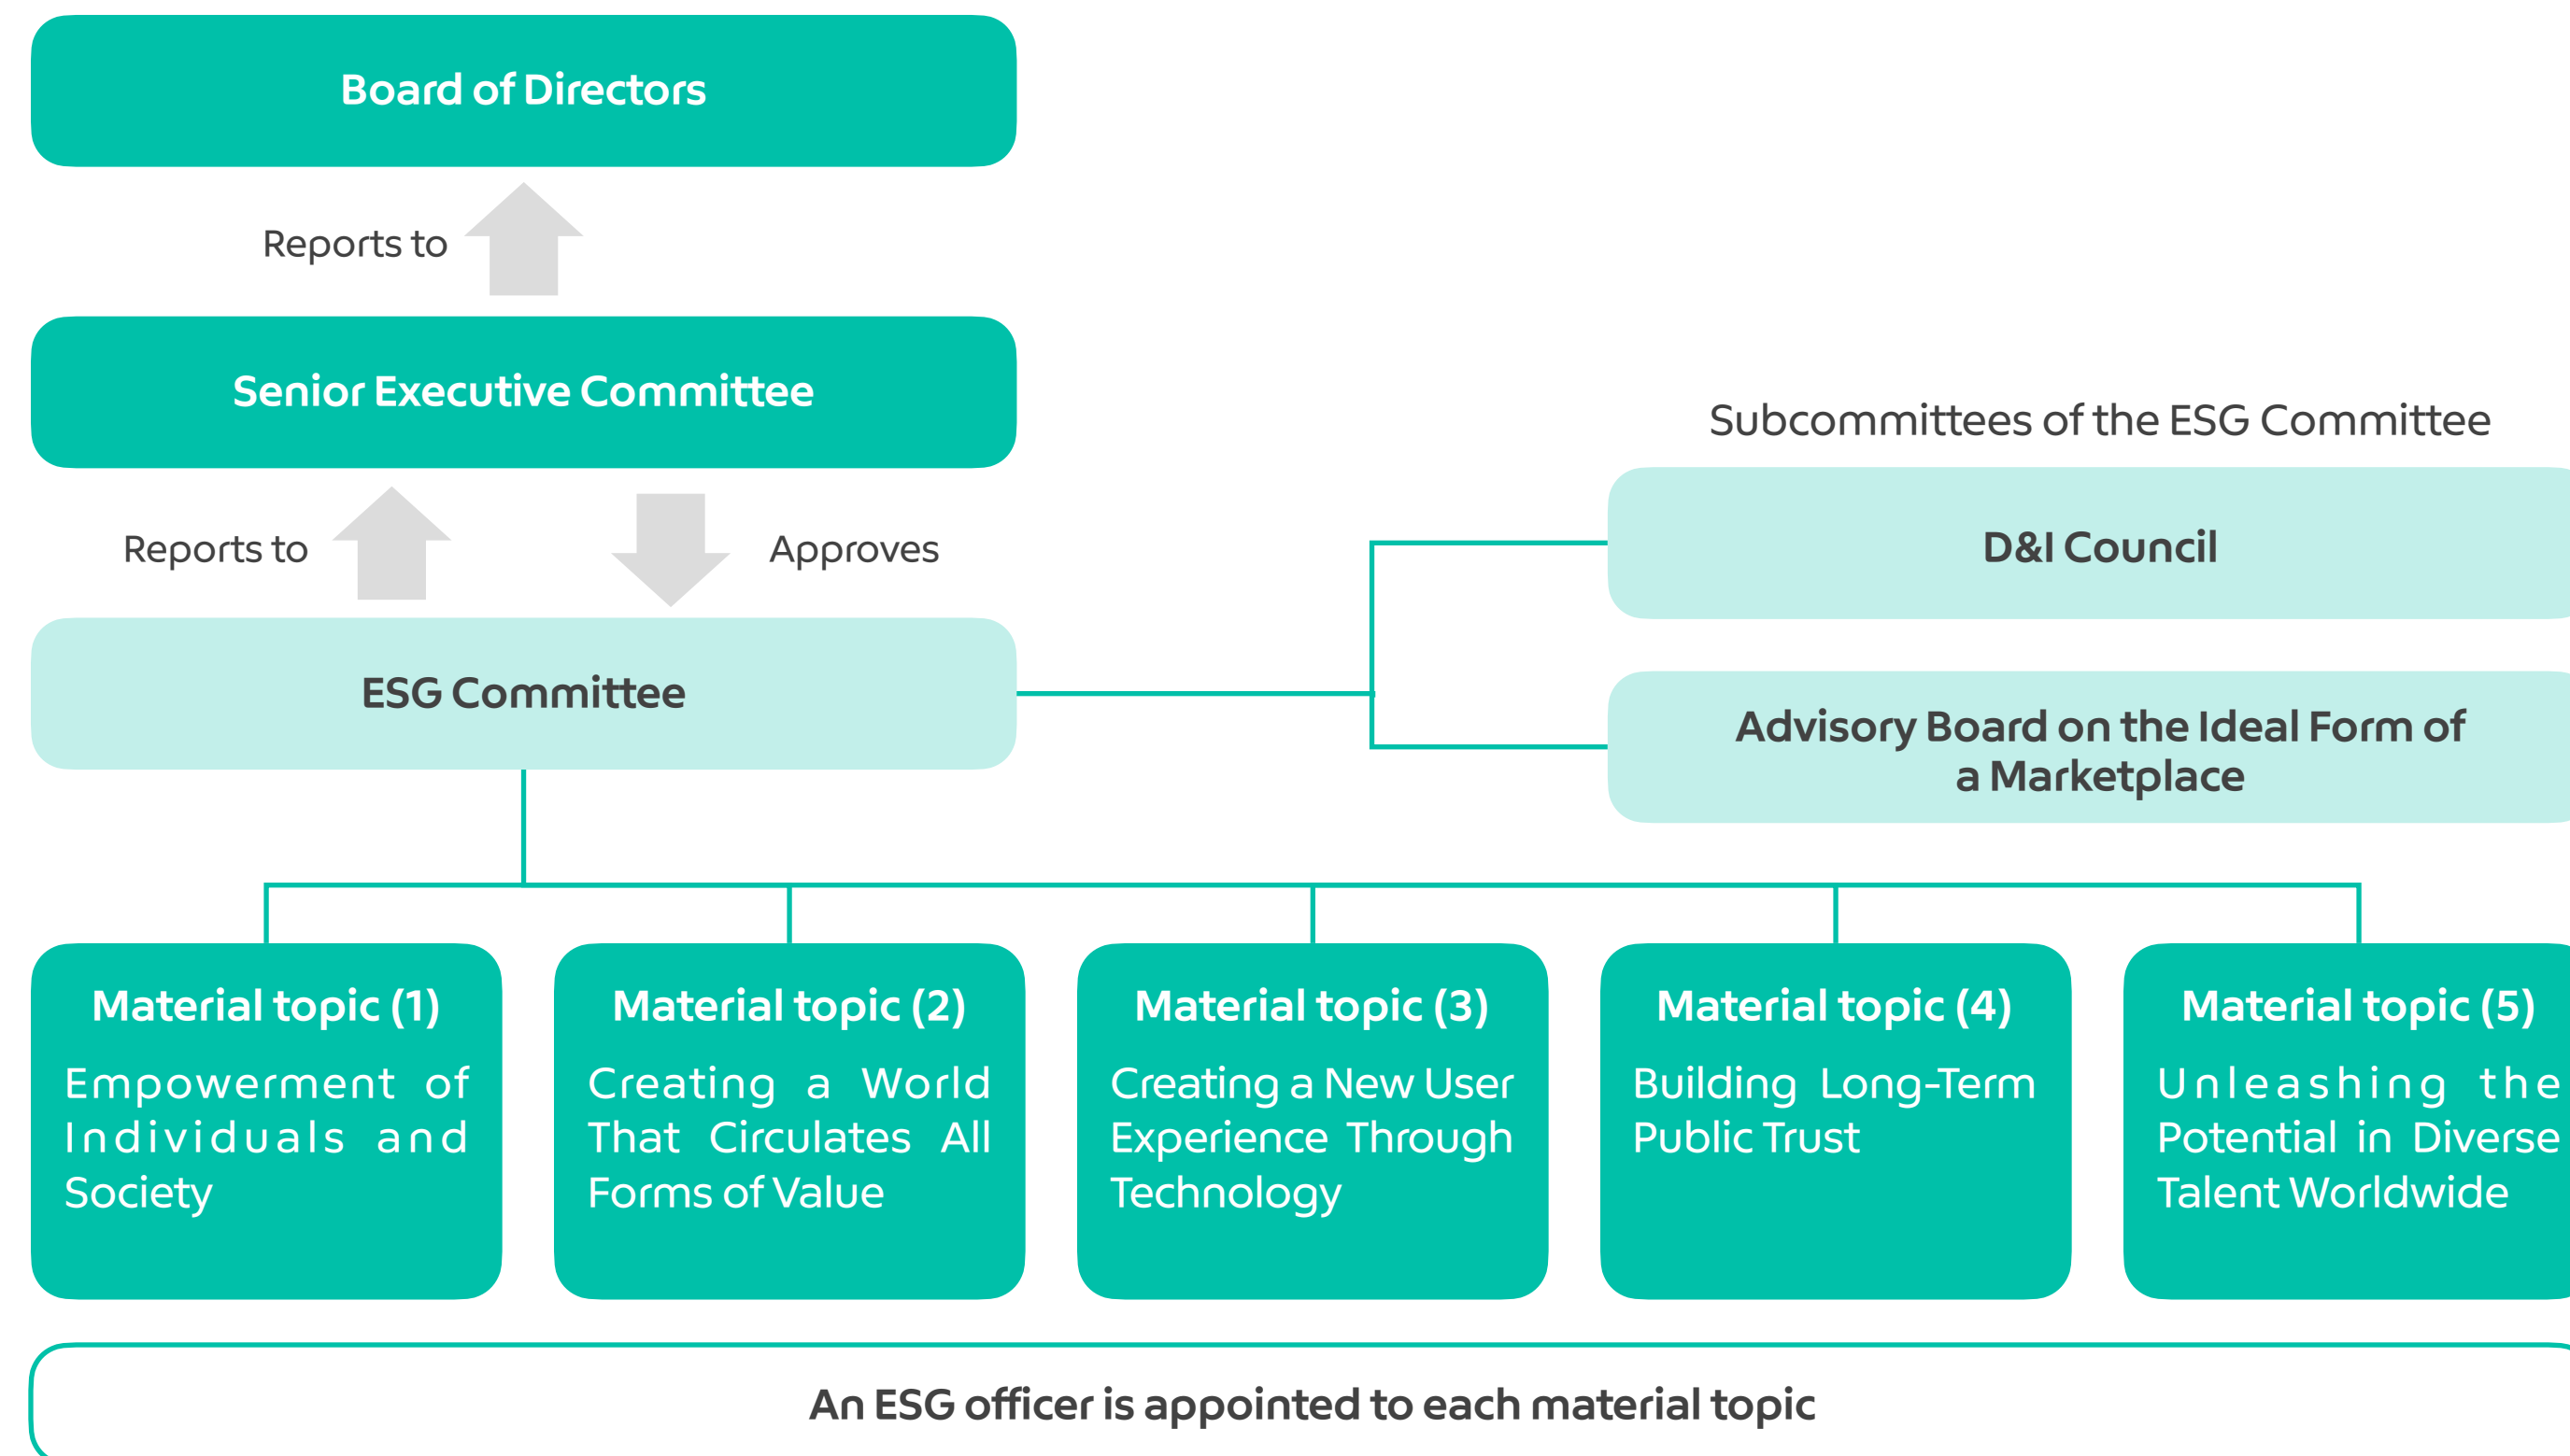 Board of Directors
Reports to
Senior Executive Committee
Reports to
Approves
ESG Committee
Subcommittees of the ESG Committee
D&I Council
Advisory Board on the Ideal Form of
a Marketplace
Material topic (1)
Empowerment of
Individuals and
Society
Material topic (2)
Creating a World
That Circulates All
Forms of Value
Material topic (3)
Creating a New User
Experience Through
Technology
Material topic (4)
Building Long-Term
Public Trust
Material topic (5)
Unleashing the
Potential in Diverse
Talent Worldwide
An ESG officer is appointed to each material topic